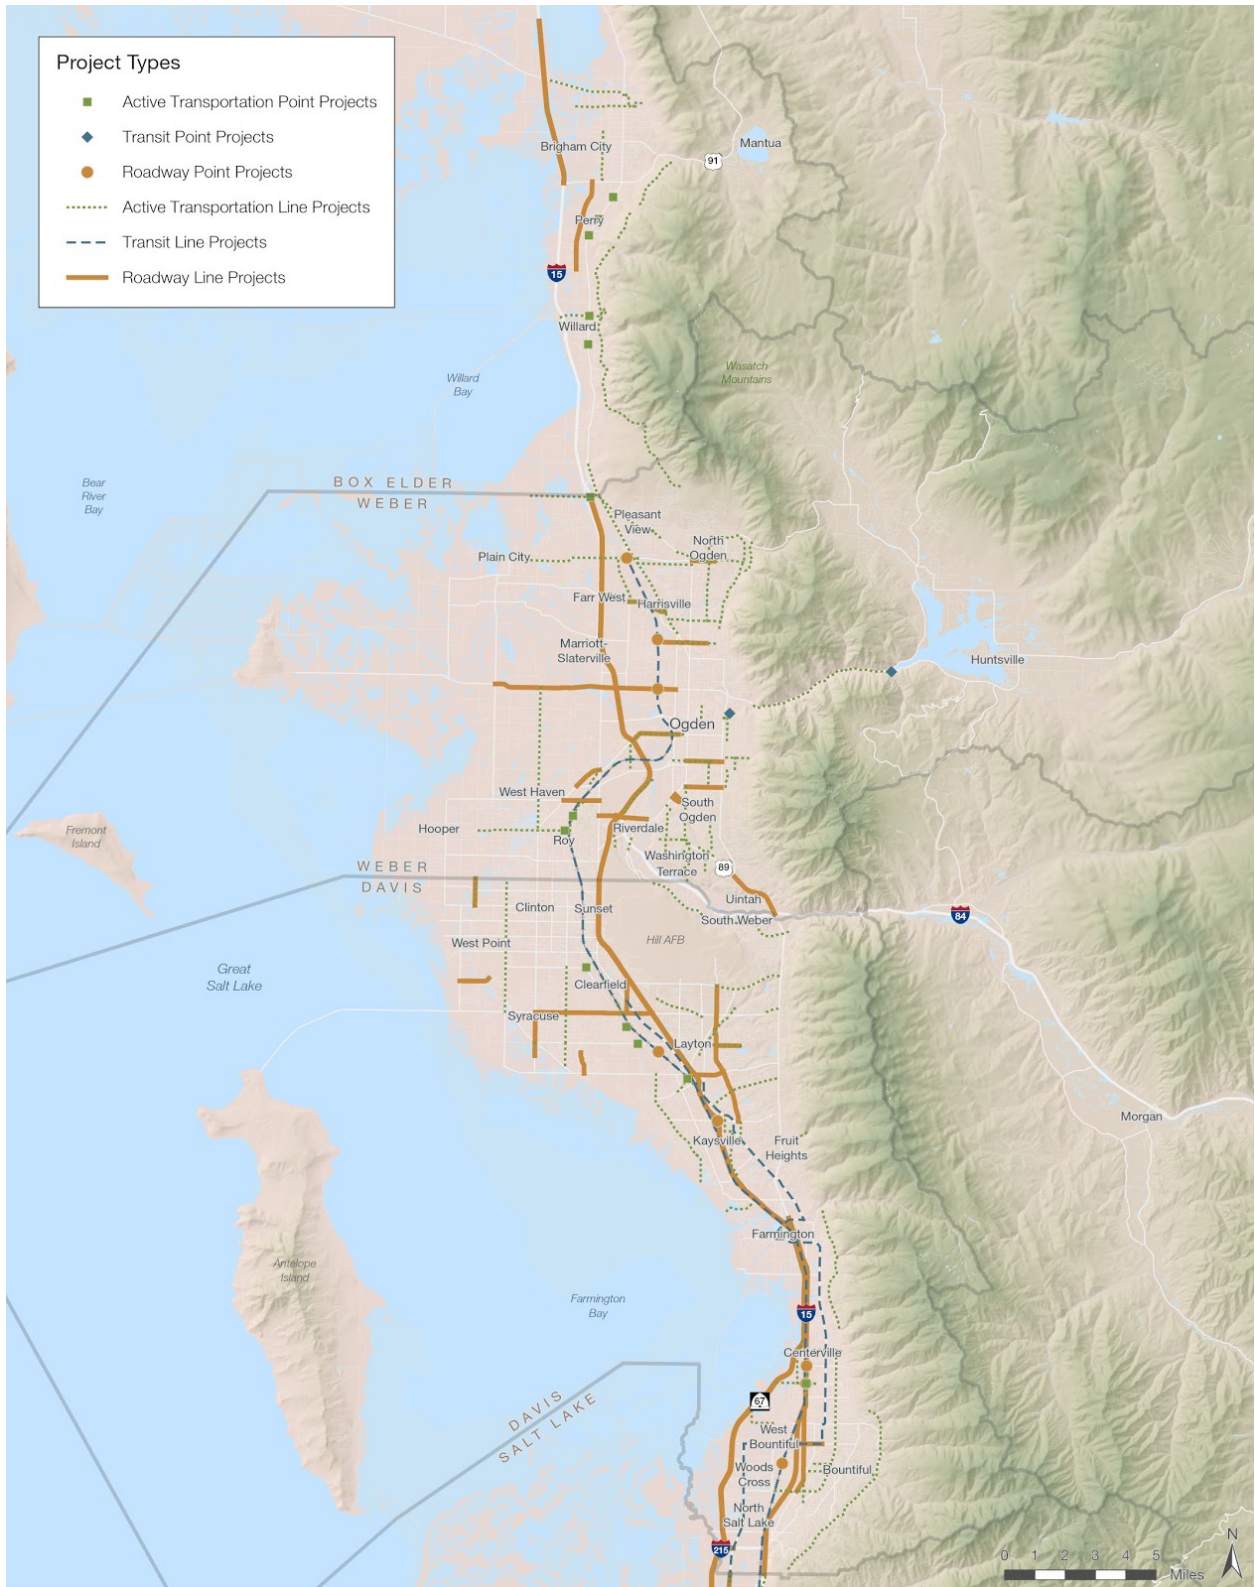 Project Types
Active Transportation Point Projects
Transit Point Projects
Roadway Point Projects
Active Transportation Line Projects
Transit Line Projects
Roadway Line Projects
Brigham City
91
Mantua
Perry
15
Willard
Wasatch
Mountains
Willard
Bay
Bear
River
Bay
BOX ELDER
WEBER
Pleasant
View
North
Ogden
Plain City
Farr West
Harrisville
Marriott-
Slaterville
Huntsville
Ogden
West Haven
South
Ogden
Hooper
Riverdale
Roy
Fremont
Island
Washington
Terrace
89
WEBER
DAVIS
Uintah
Clinton
Sunset
South Weber
84
West Point
Hill AFB
Great
Salt Lake
Clearfield
Syracuse
Layton
Morgan
Kaysville
Fruit
Heights
Farmington
Antelope
Island
Farmington
Bay
15
Centerville
67
DAVIS
SALT LAKE
West
Bountiful
Woods
Cross
Bountiful
North
Salt Lake
215
N
0 1 2 3 4 5
Miles